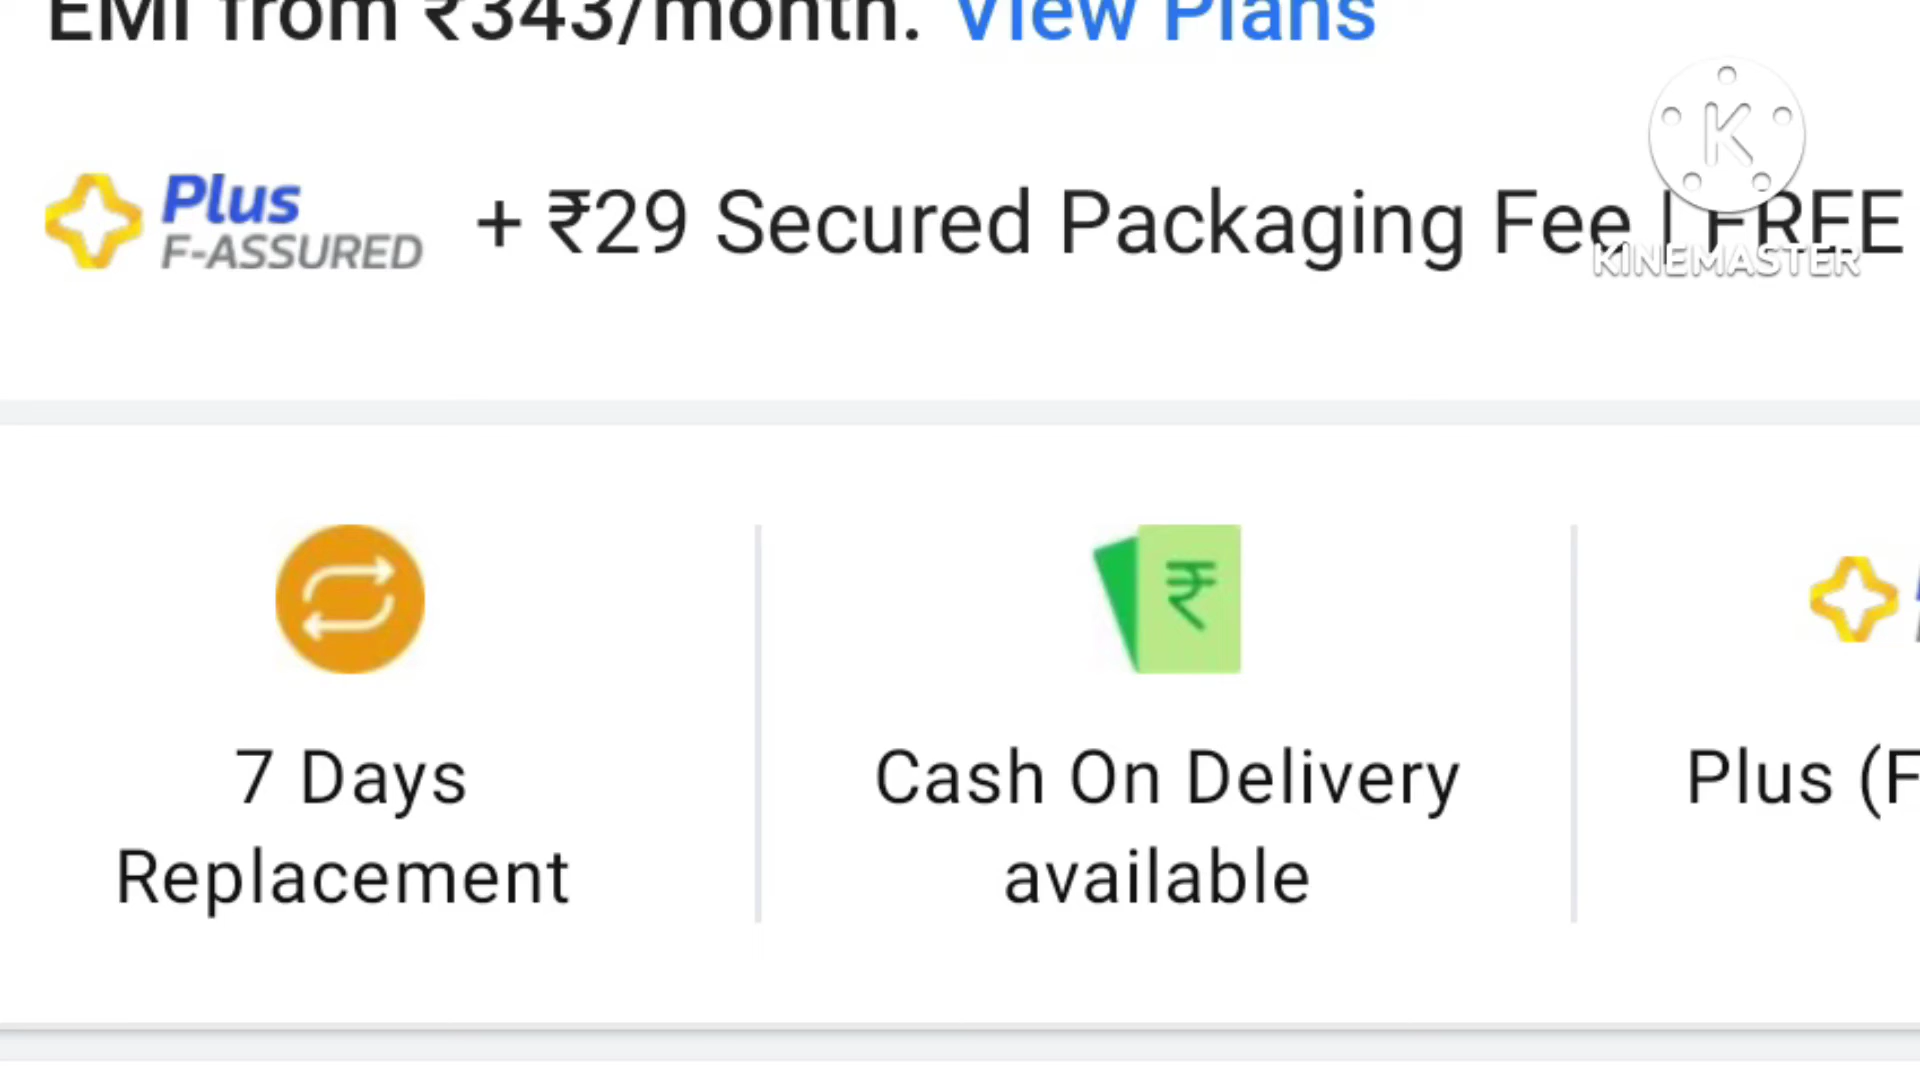 EMI from ₹343/month. View Plans
Plus
F-ASSURED
+ ₹29 Secured Packaging Fee | FREE
K
KINEMASTER
7 Days
Replacement
Cash On Delivery
available
Plus (F